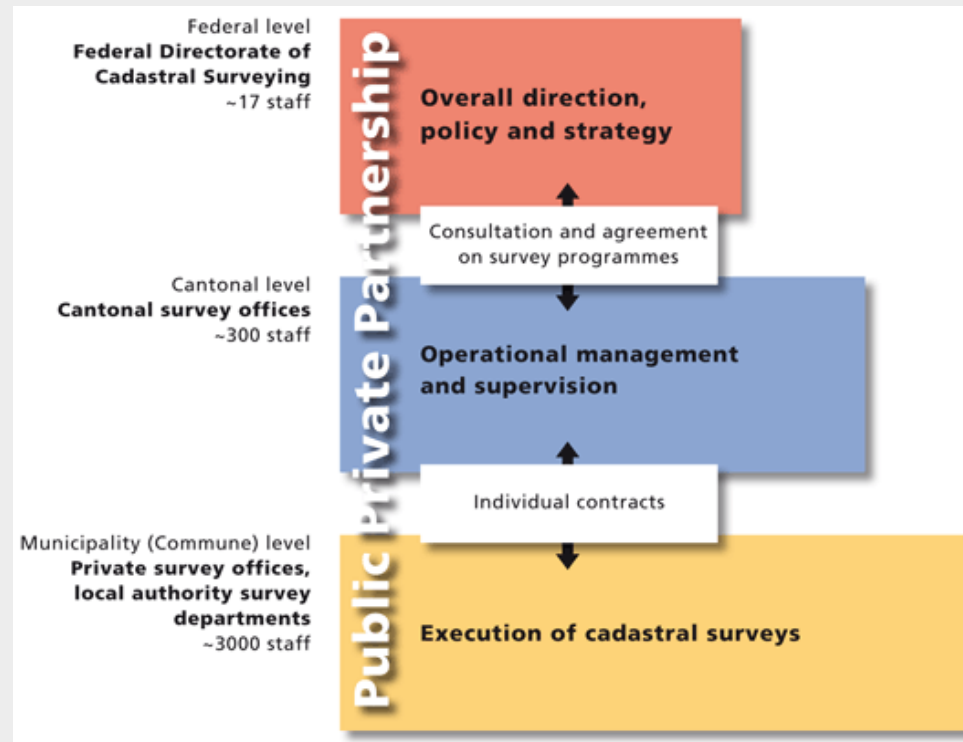 Federal level
Federal Directorate of
Cadastral Surveying
~17 staff
Overall direction,
policy and strategy
Consultation and agreement
on survey programmes
Cantonal level
Cantonal survey offices
~300 staff
Operational management
and supervision
Individual contracts
Municipality (Commune) level
Private survey offices,
local authority survey
departments
~3000 staff
Execution of cadastral surveys
Public Private Partnership